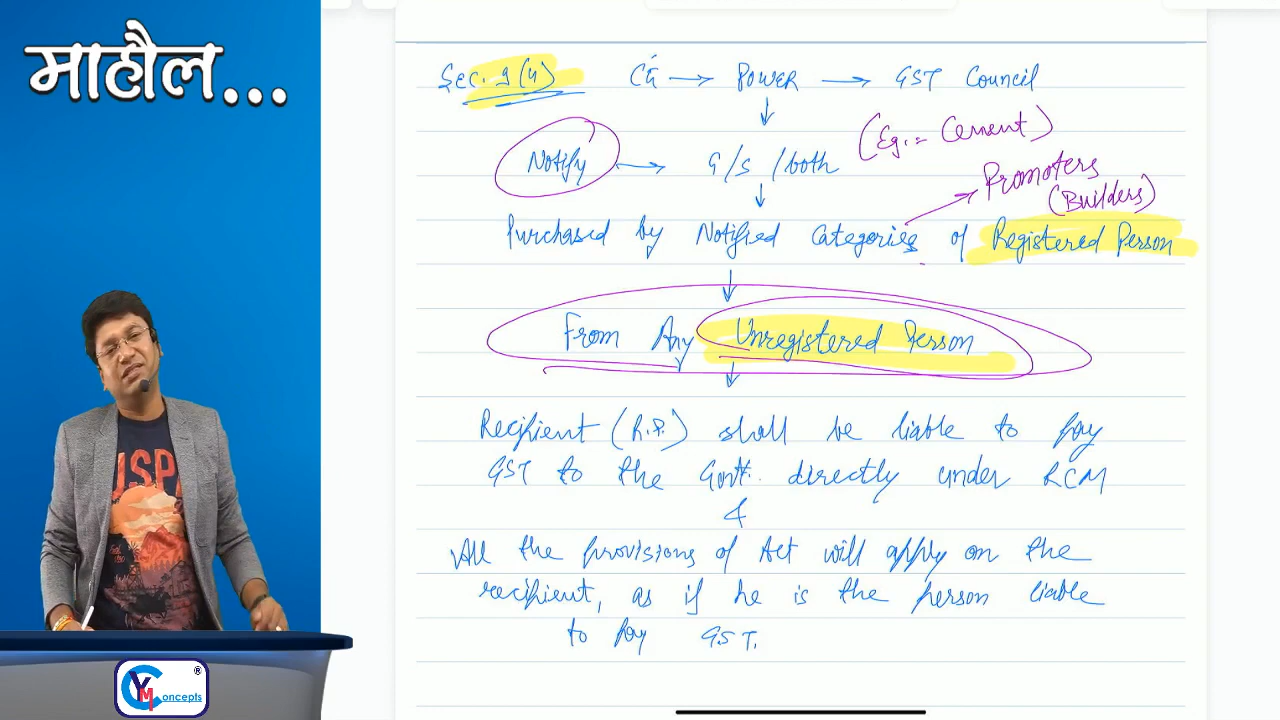 माहौल...
Sec. 9(4) CG → Power → GST Council
(Eg.:- Cement)
Notify → G/S /both
Promoters
(Builders)
Purchased by Notified Categories of Registered Person
From Any Unregistered Person
Recipient (R.P.) shall be liable to pay
GST to the Govt. directly under RCM
&
All the provisions of Act will apply on the
recipient, as if he is the person liable
to pay GST.
USPA
YM Concepts ®